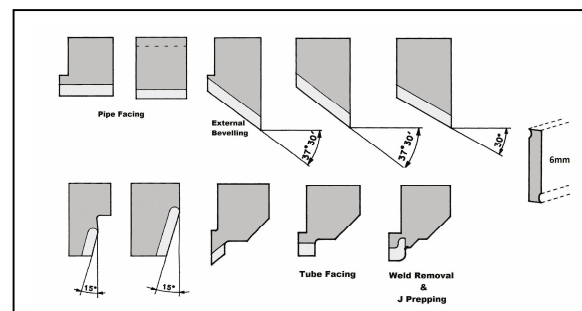 Pipe Facing
External
Bevelling
37° 30′
37° 30′
30°
6mm
15°
15°
Tube Facing
Weld Removal
&
J Prepping